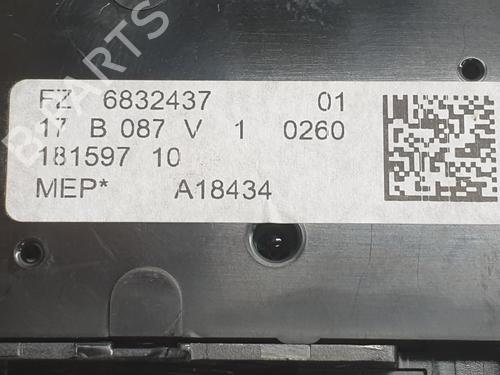 B-PARTS
FZ 6832437 01
17 B 087 V 1 0260
181597 10
MEP* A18434